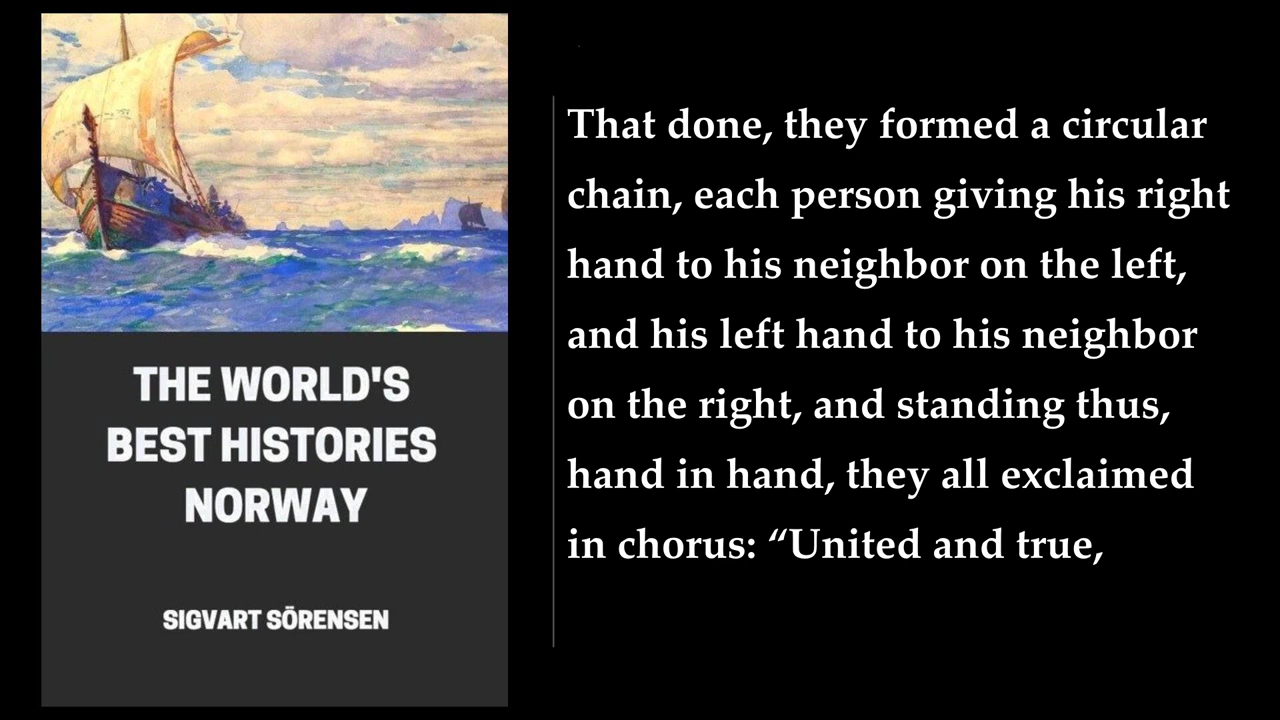 THE WORLD'S
BEST HISTORIES
NORWAY
SIGVART SÖRENSEN
That done, they formed a circular
chain, each person giving his right
hand to his neighbor on the left,
and his left hand to his neighbor
on the right, and standing thus,
hand in hand, they all exclaimed
in chorus: “United and true,